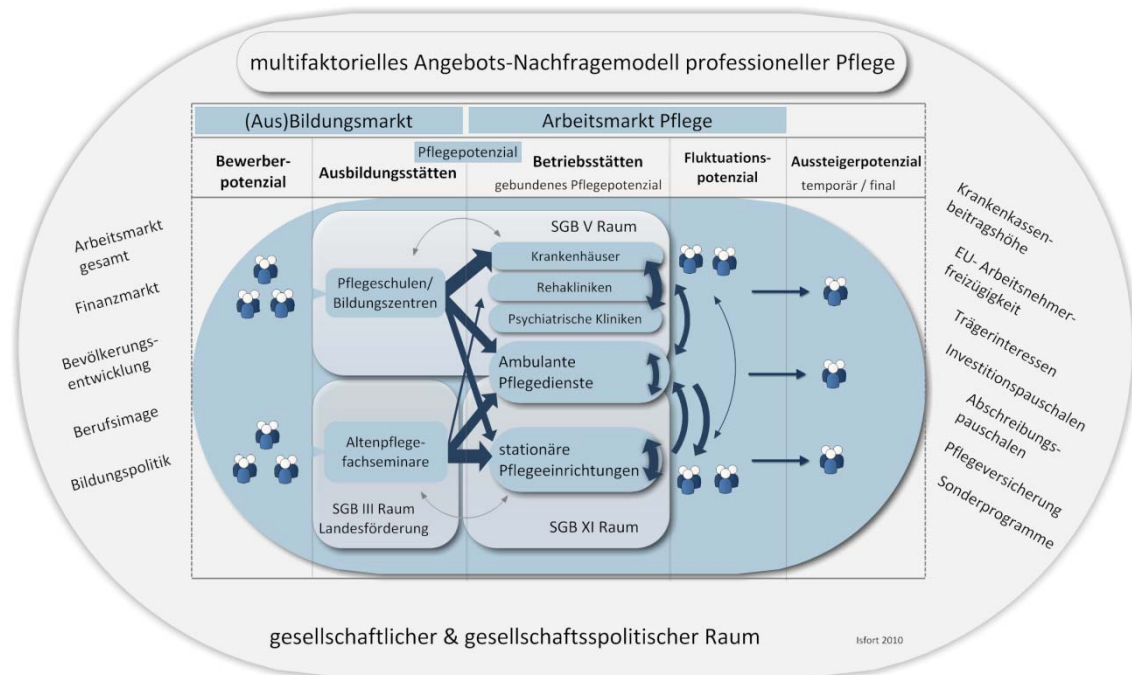 multifaktorielles Angebots-Nachfragemodell professioneller Pflege
(Aus)Bildungsmarkt
Arbeitsmarkt Pflege
Pflegepotenzial
Bewerber-
potenzial
Ausbildungsstätten
Betriebsstätten
gebundenes Pflegepotenzial
Fluktuations-
potenzial
Aussteigerpotenzial
temporär / final
Arbeitsmarkt
gesamt
Finanzmarkt
Bevölkerungs-
entwicklung
Berufsimage
Bildungspolitik
Pflegeschulen/
Bildungszentren
Altenpflege-
fachseminare
SGB III Raum
Landesförderung
SGB V Raum
Krankenhäuser
Rehakliniken
Psychiatrische Kliniken
Ambulante
Pflegedienste
stationäre
Pflegeeinrichtungen
SGB XI Raum
Krankenkassen-
beitragshöhe
EU- Arbeitnehmer-
freizügigkeit
Trägerinteressen
Investitionspauschalen
Abschreibungs-
pauschalen
Pflegeversicherung
Sonderprogramme
gesellschaftlicher & gesellschaftsspolitischer Raum
Isfort 2010